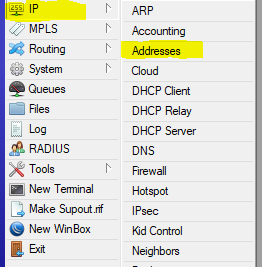 IP
MPLS
Routing
System
Queues
Files
Log
RADIUS
Tools
New Terminal
Make Supout.rif
New WinBox
Exit
ARP
Accounting
Addresses
Cloud
DHCP Client
DHCP Relay
DHCP Server
DNS
Firewall
Hotspot
IPsec
Kid Control
Neighbors